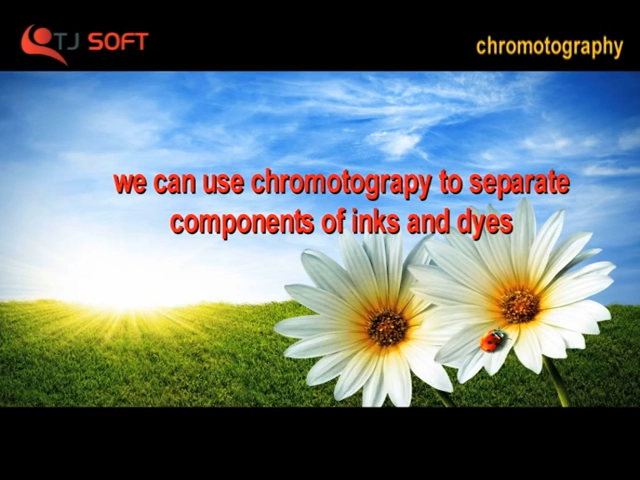 TJ SOFT
chromotography
we can use chromotograpy to separate
components of inks and dyes